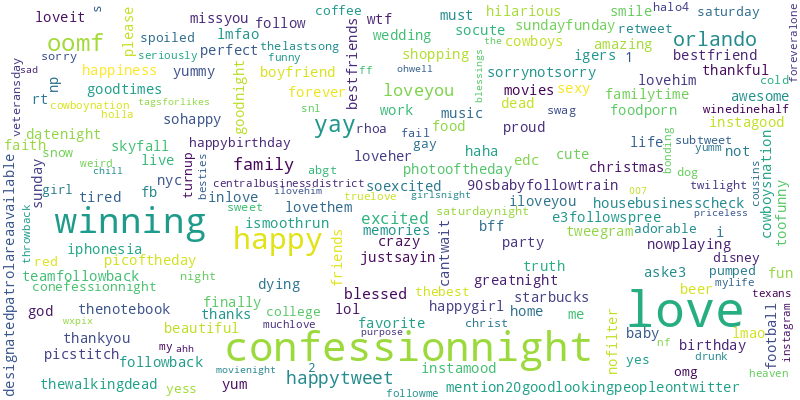 loveit
s
oomf
please
spoiled
missyou
follow
coffee
wtf
must
hilarious
smile
halo4
saturday
foreveralone
lmfao
perfect
thelastsong
wedding
socute
sundayfunday
retweet
cowboys
the
igers
amazing
1
orlando
bestfriend
sorry
seriously
funny
shopping
veteransday
sad
happiness
yummy
boyfriend
bestfriends
ff
ohwell
blessings
sorrynotsorry
lovehim
thankful
cold
np
goodtimes
goodnight
forever
loveyou
movies
sexy
familytime
awesome
rt
cowboynation
tagsforlikes
snl
work
music
swag
dead
foodporn
winedinehalf
holla
sohappy
yay
rhoa
fail
food
proud
instagood
datenight
happybirthday
gay
life
subtweet
faith
skyfall
haha
edc
cute
yumm
not
snow
live
turnup
besties
family
loveher
photooftheday
christmas
bonding
dog
cowboysnation
toofunny
weird
chill
abgt
sunday
girl
tired
fb
nyc
centralbusinessdistrict
ilovehim
soexcited
90sbabyfollowtrain
007
cousins
twilight
inlove
truelove
girlsnight
iloveyou
housebusinesscheck
priceless
designatedpatrolareaavailable
winning
sweet
lovethem
excited
saturdaynight
e3followspree
ismoothrun
memories
bff
tweegram
adorable
i
throwback
iphonesia
happy
friends
crazy
cantwait
party
nowplaying
red
picoftheday
justsayin
disney
teamfollowback
night
truth
aske3
pumped
fun
conefessionnight
dying
greatnight
mylife
god
thenotebook
finally
blessed
thebest
starbucks
beer
texans
thanks
college
lol
happygirl
home
me
love
wxpix
beautiful
muchlove
favorite
christ
nofilter
baby
lmao
football
instagram
thankyou
my
ahh
confessionnight
purpose
nf
birthday
picstitch
followback
movienight
2
instamood
yes
drunk
omg
heaven
thewalkingdead
yess
yum
happytweet
followme
mention20goodlookingpeopleontwitter